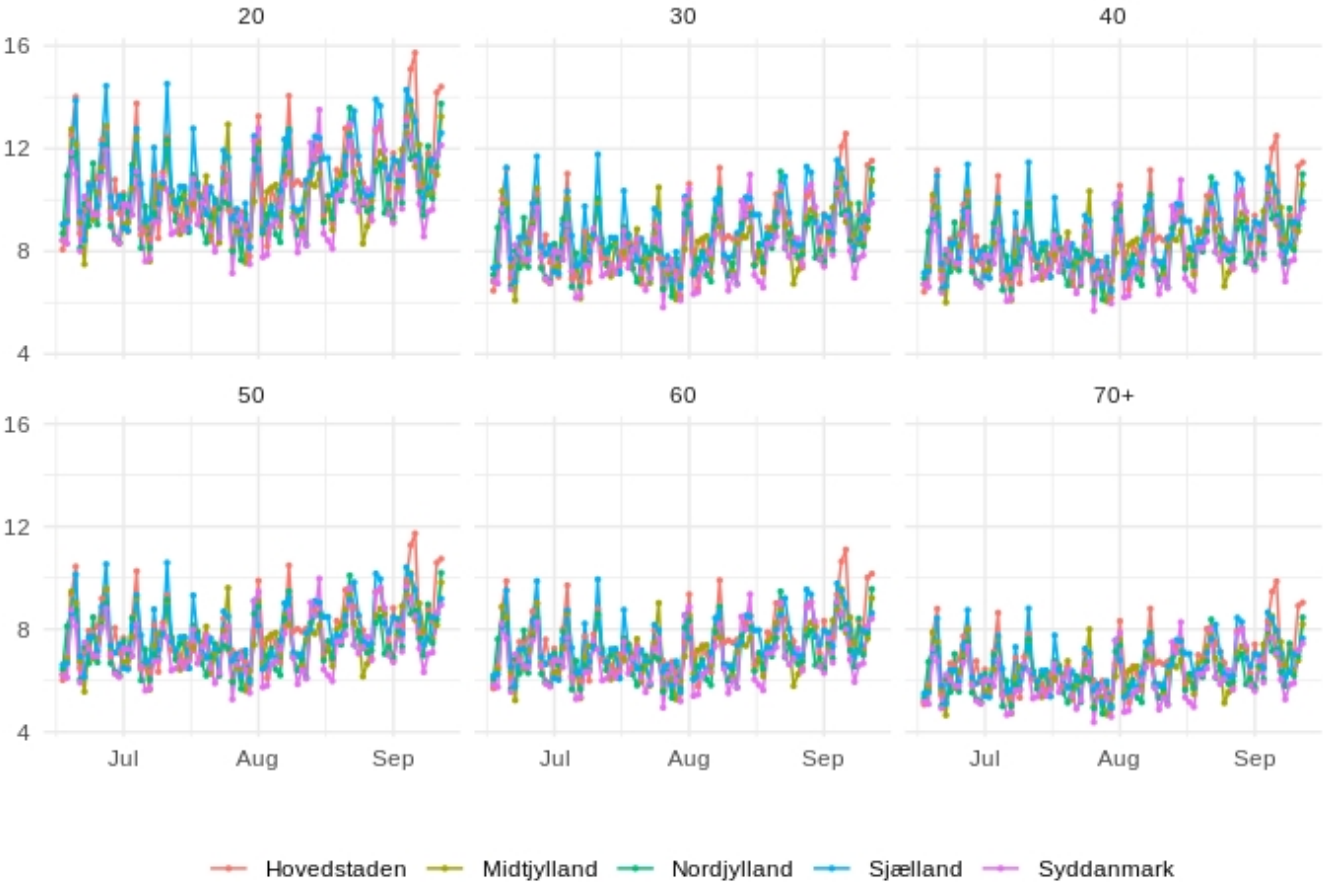 20 30 40
16
12
8
4
50 60 70+
16
12
8
4
Jul Aug Sep Jul Aug Sep Jul Aug Sep
Hovedstaden Midtjylland Nordjylland Sjælland Syddanmark